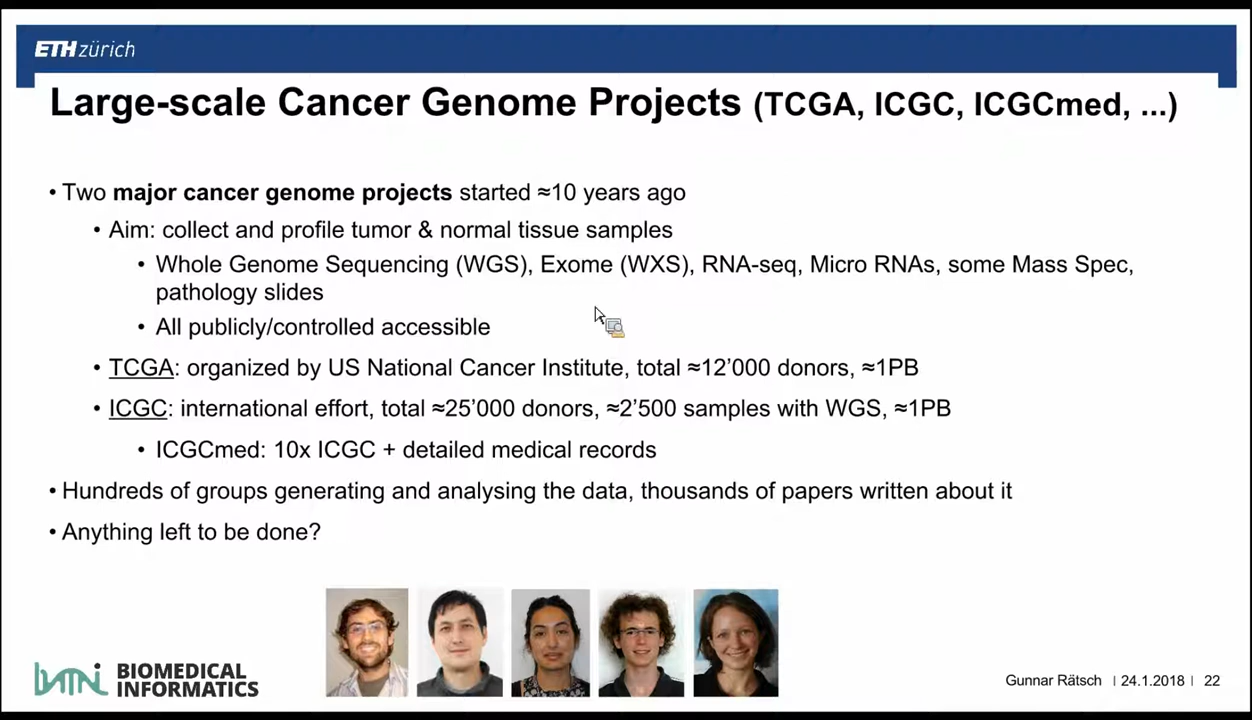 ETH zürich
Large-scale Cancer Genome Projects (TCGA, ICGC, ICGCmed, ...)
• Two major cancer genome projects started ≈10 years ago
• Aim: collect and profile tumor & normal tissue samples
• Whole Genome Sequencing (WGS), Exome (WXS), RNA-seq, Micro RNAs, some Mass Spec,
pathology slides
• All publicly/controlled accessible
• TCGA: organized by US National Cancer Institute, total ≈12’000 donors, ≈1PB
• ICGC: international effort, total ≈25’000 donors, ≈2’500 samples with WGS, ≈1PB
• ICGCmed: 10x ICGC + detailed medical records
• Hundreds of groups generating and analysing the data, thousands of papers written about it
• Anything left to be done?
bmi BIOMEDICAL
INFORMATICS
Gunnar Rätsch | 24.1.2018 | 22